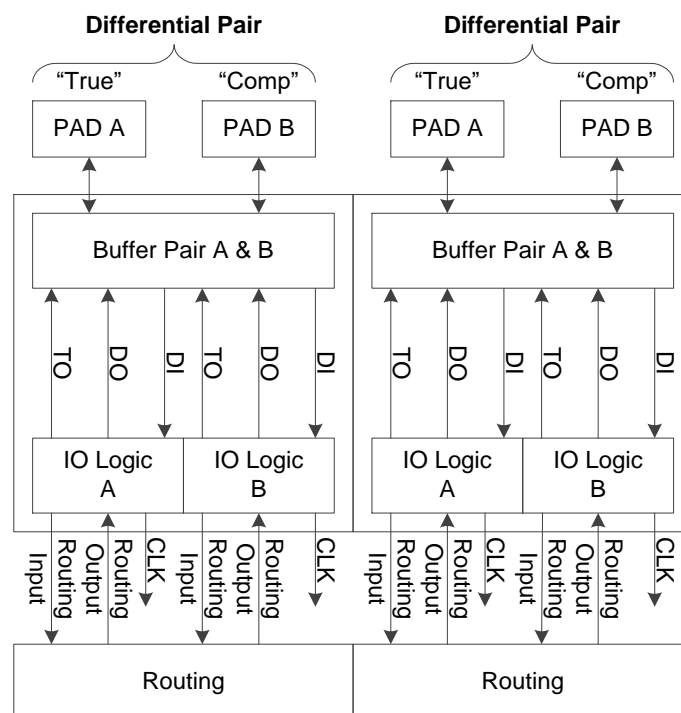 Differential Pair Differential Pair
“True” “Comp” “True” “Comp”
PAD A PAD B PAD A PAD B
Buffer Pair A & B Buffer Pair A & B
TO DO DI TO DO DI TO DO DI TO DO DI
IO Logic A IO Logic B IO Logic A IO Logic B
Routing Input Routing Output CLK Routing Input Routing Output CLK Routing Input Routing Output CLK Routing Input Routing Output CLK
Routing Routing